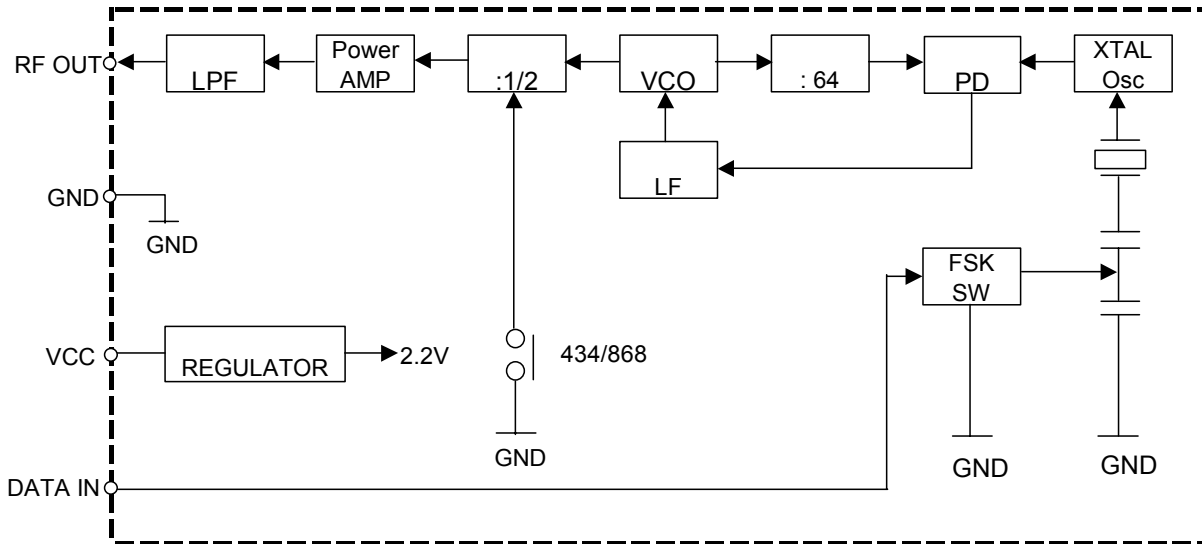 RF OUT
LPF
Power
AMP
:1/2
VCO
: 64
PD
XTAL
Osc
LF
GND
GND
FSK
SW
VCC
REGULATOR
2.2V
434/868
GND
GND
GND
DATA IN